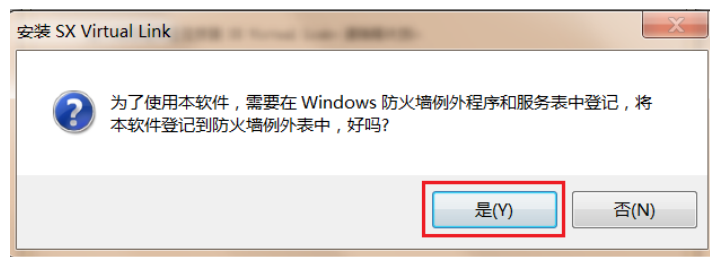 安装 SX Virtual Link
为了使用本软件，需要在 Windows 防火墙例外程序和服务表中登记，将
本软件登记到防火墙例外表中，好吗?
是(Y)
否(N)